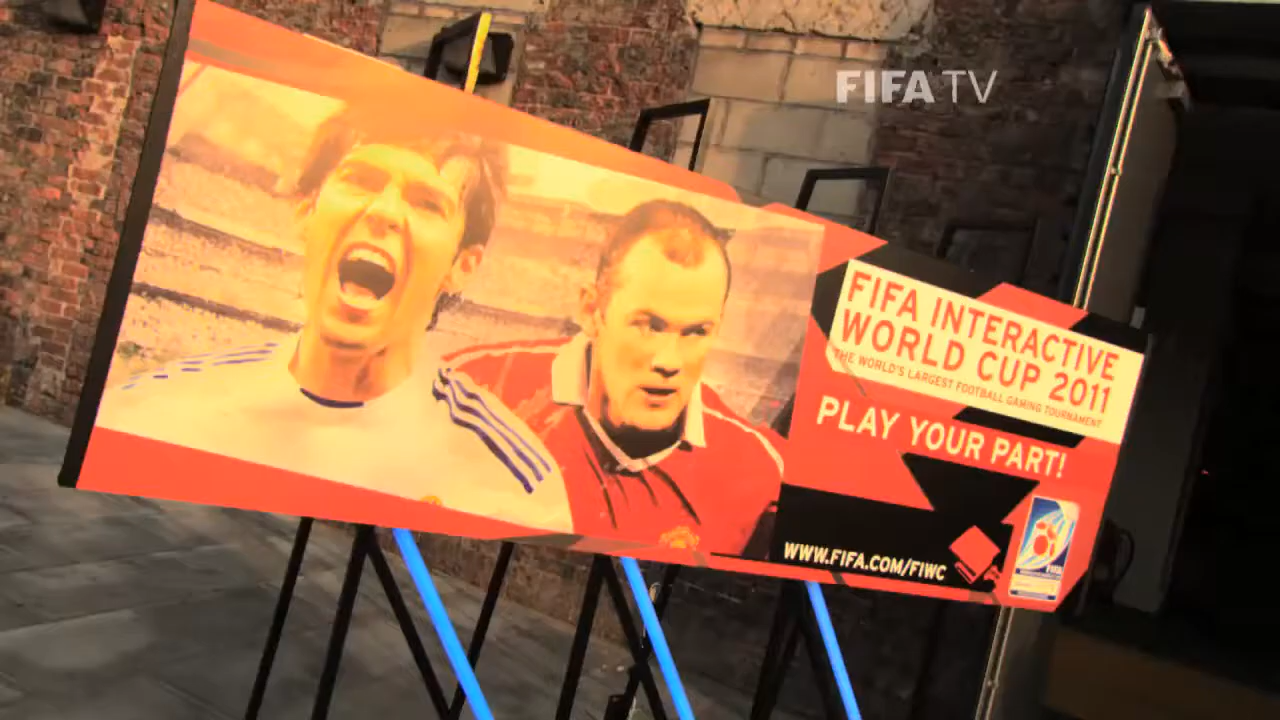 FIFA TV
FIFA INTERACTIVE
WORLD CUP 2011
THE WORLD'S LARGEST FOOTBALL GAMING TOURNAMENT
PLAY YOUR PART!
WWW.FIFA.COM/FIWC
FIFA